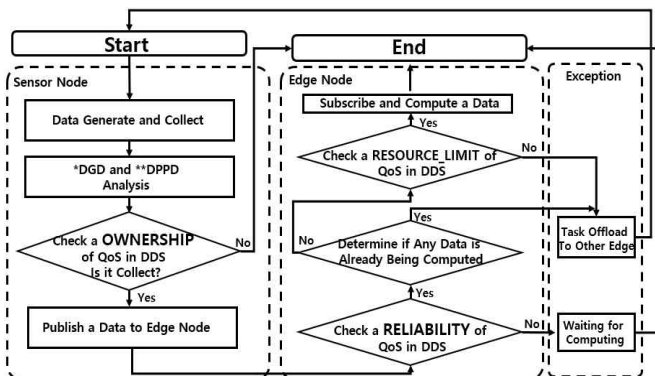 Start
End
Sensor Node
Data Generate and Collect
*DGD and **DPPD
Analysis
Check a OWNERSHIP
of QoS in DDS
Is it Collect?
No
Yes
Publish a Data to Edge Node
Edge Node
Subscribe and Compute a Data
Yes
Check a RESOURCE_LIMIT of
QoS in DDS
No
Yes
No
Determine if Any Data is
Already Being Computed
Yes
Check a RELIABILITY of
QoS in DDS
No
Exception
Task Offload
To Other Edge
Waiting for
Computing